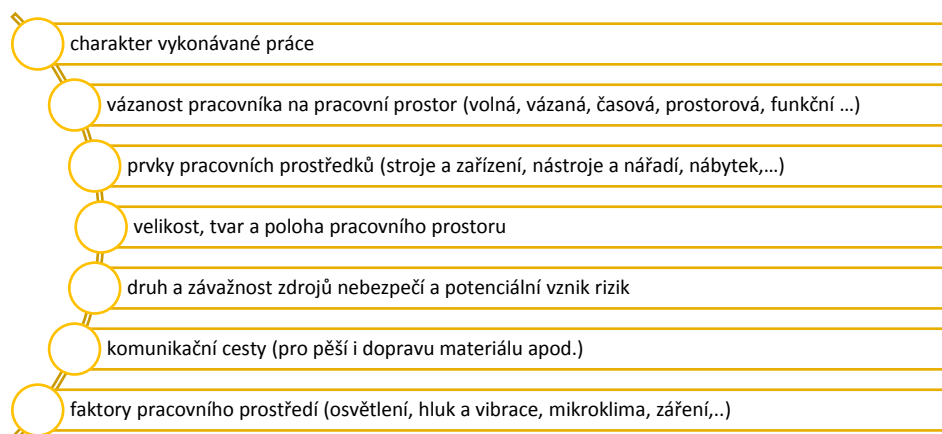 charakter vykonávané práce
vázanost pracovníka na pracovní prostor (volná, vázaná, časová, prostorová, funkční ...)
prvky pracovních prostředků (stroje a zařízení, nástroje a nářadí, nábytek,...)
velikost, tvar a poloha pracovního prostoru
druh a závažnost zdrojů nebezpečí a potenciální vznik rizik
komunikační cesty (pro pěší i dopravu materiálu apod.)
faktory pracovního prostředí (osvětlení, hluk a vibrace, mikroklima, záření,..)